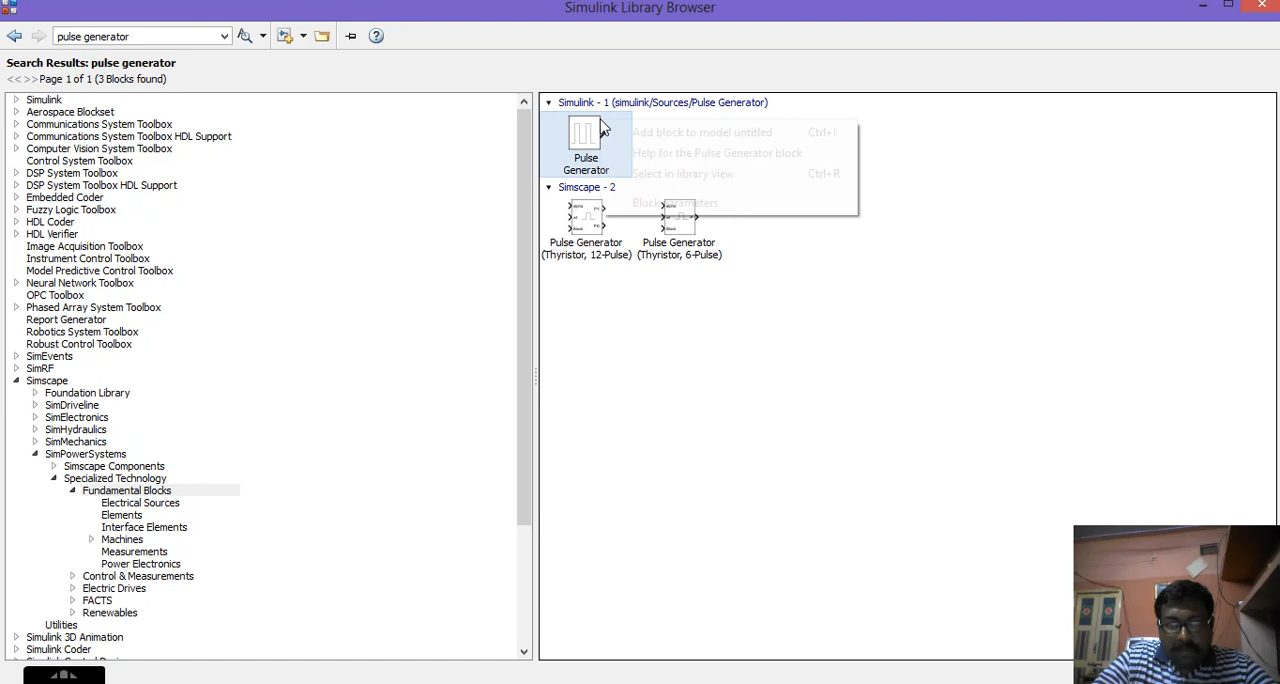 Simulink Library Browser
pulse generator
Search Results: pulse generator
<< >> Page 1 of 1 (3 Blocks found)
Simulink
Aerospace Blockset
Communications System Toolbox
Communications System Toolbox HDL Support
Computer Vision System Toolbox
Control System Toolbox
DSP System Toolbox
DSP System Toolbox HDL Support
Embedded Coder
Fuzzy Logic Toolbox
HDL Coder
HDL Verifier
Image Acquisition Toolbox
Instrument Control Toolbox
Model Predictive Control Toolbox
Neural Network Toolbox
OPC Toolbox
Phased Array System Toolbox
Report Generator
Robotics System Toolbox
Robust Control Toolbox
SimEvents
SimRF
Simscape
Foundation Library
SimDriveline
SimElectronics
SimHydraulics
SimMechanics
SimPowerSystems
Simscape Components
Specialized Technology
Fundamental Blocks
Electrical Sources
Elements
Interface Elements
Machines
Measurements
Power Electronics
Control & Measurements
Electric Drives
FACTS
Renewables
Utilities
Simulink 3D Animation
Simulink Coder
Simulink - 1 (simulink/Sources/Pulse Generator)
Pulse
Generator
Add block to model untitled Ctrl+I
Help for the Pulse Generator block
Select in library view Ctrl+R
Block parameters
Simscape - 2
alpha
wt
Block
PY
PD
Pulse Generator
(Thyristor, 12-Pulse)
alpha
wt
Block
P
Pulse Generator
(Thyristor, 6-Pulse)